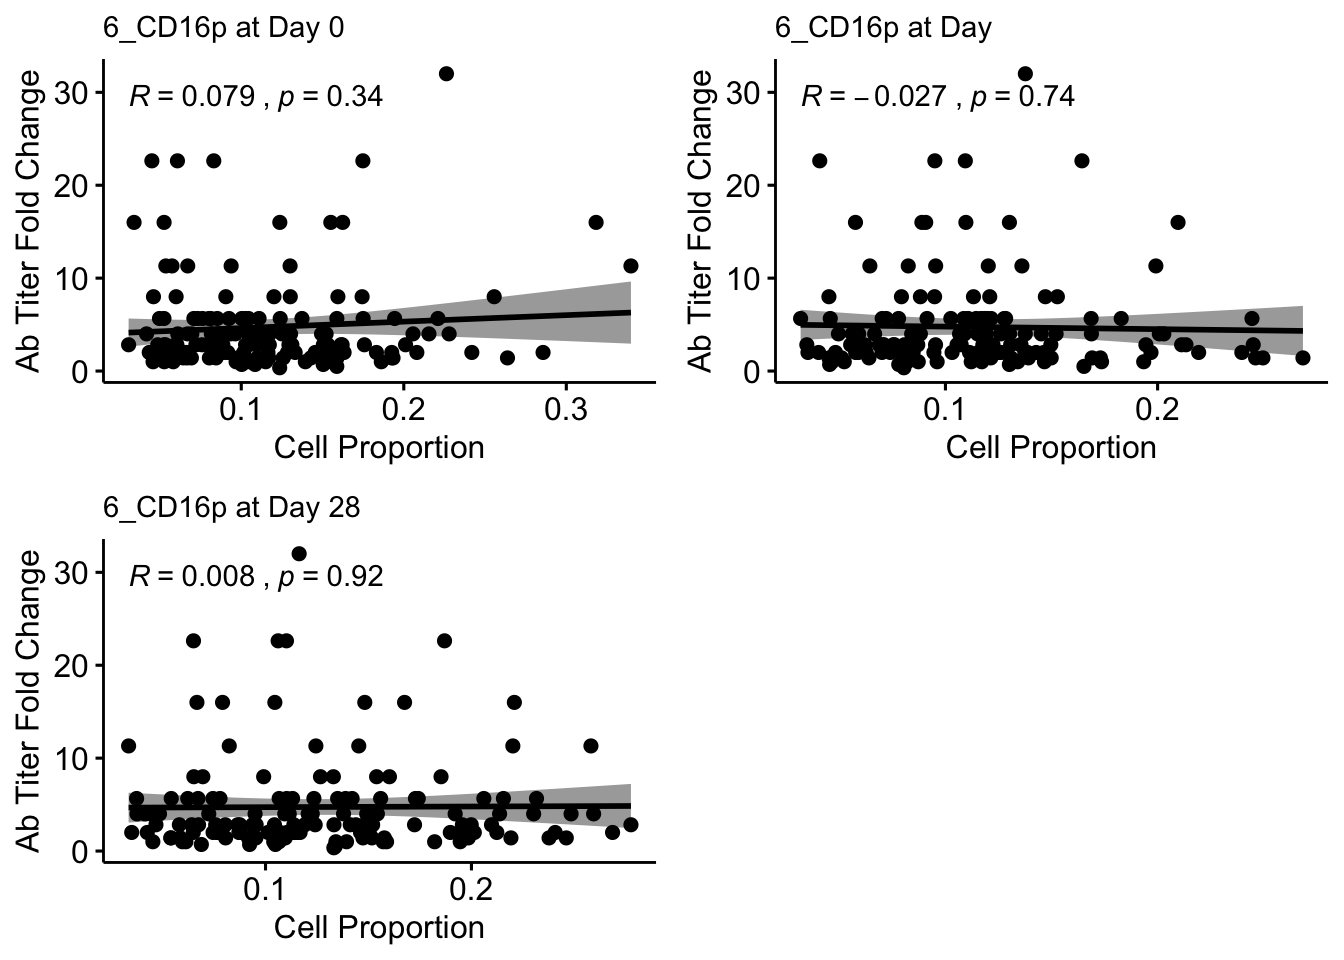 6_CD16p at Day 0
R = 0.079 , p = 0.34
Ab Titer Fold Change
30
20
10
0
0.1 0.2 0.3
Cell Proportion
6_CD16p at Day
R = −0.027 , p = 0.74
Ab Titer Fold Change
30
20
10
0
0.1 0.2
Cell Proportion
6_CD16p at Day 28
R = 0.008 , p = 0.92
Ab Titer Fold Change
30
20
10
0
0.1 0.2
Cell Proportion